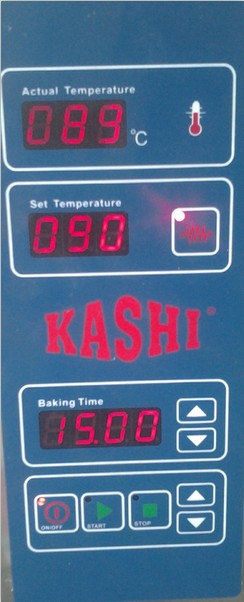 Actual Temperature
089 °C
Set Temperature
090
KASHI®
Baking Time
15.00
ON/OFF START STOP